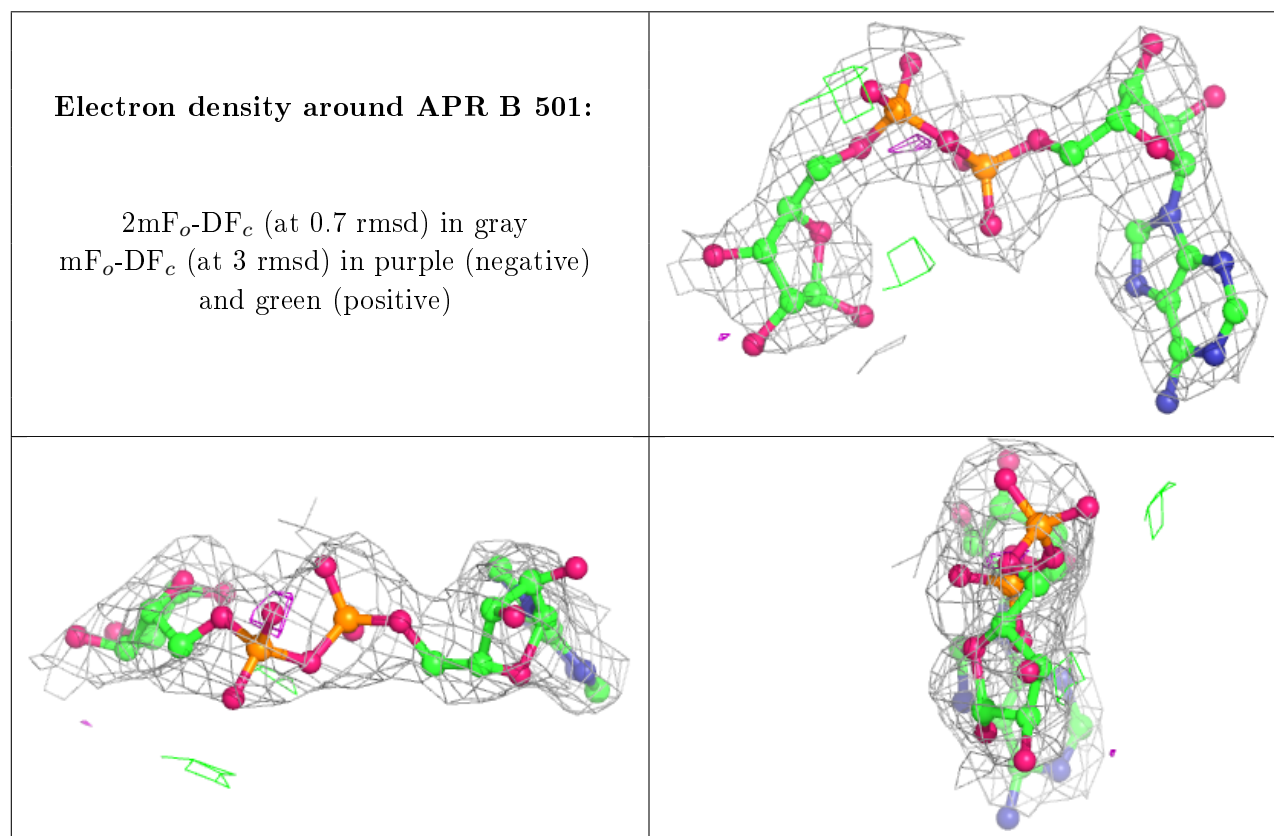 Electron density around APR B 501:
2mFₒ-DF𝒸 (at 0.7 rmsd) in gray
mFₒ-DF𝒸 (at 3 rmsd) in purple (negative)
and green (positive)